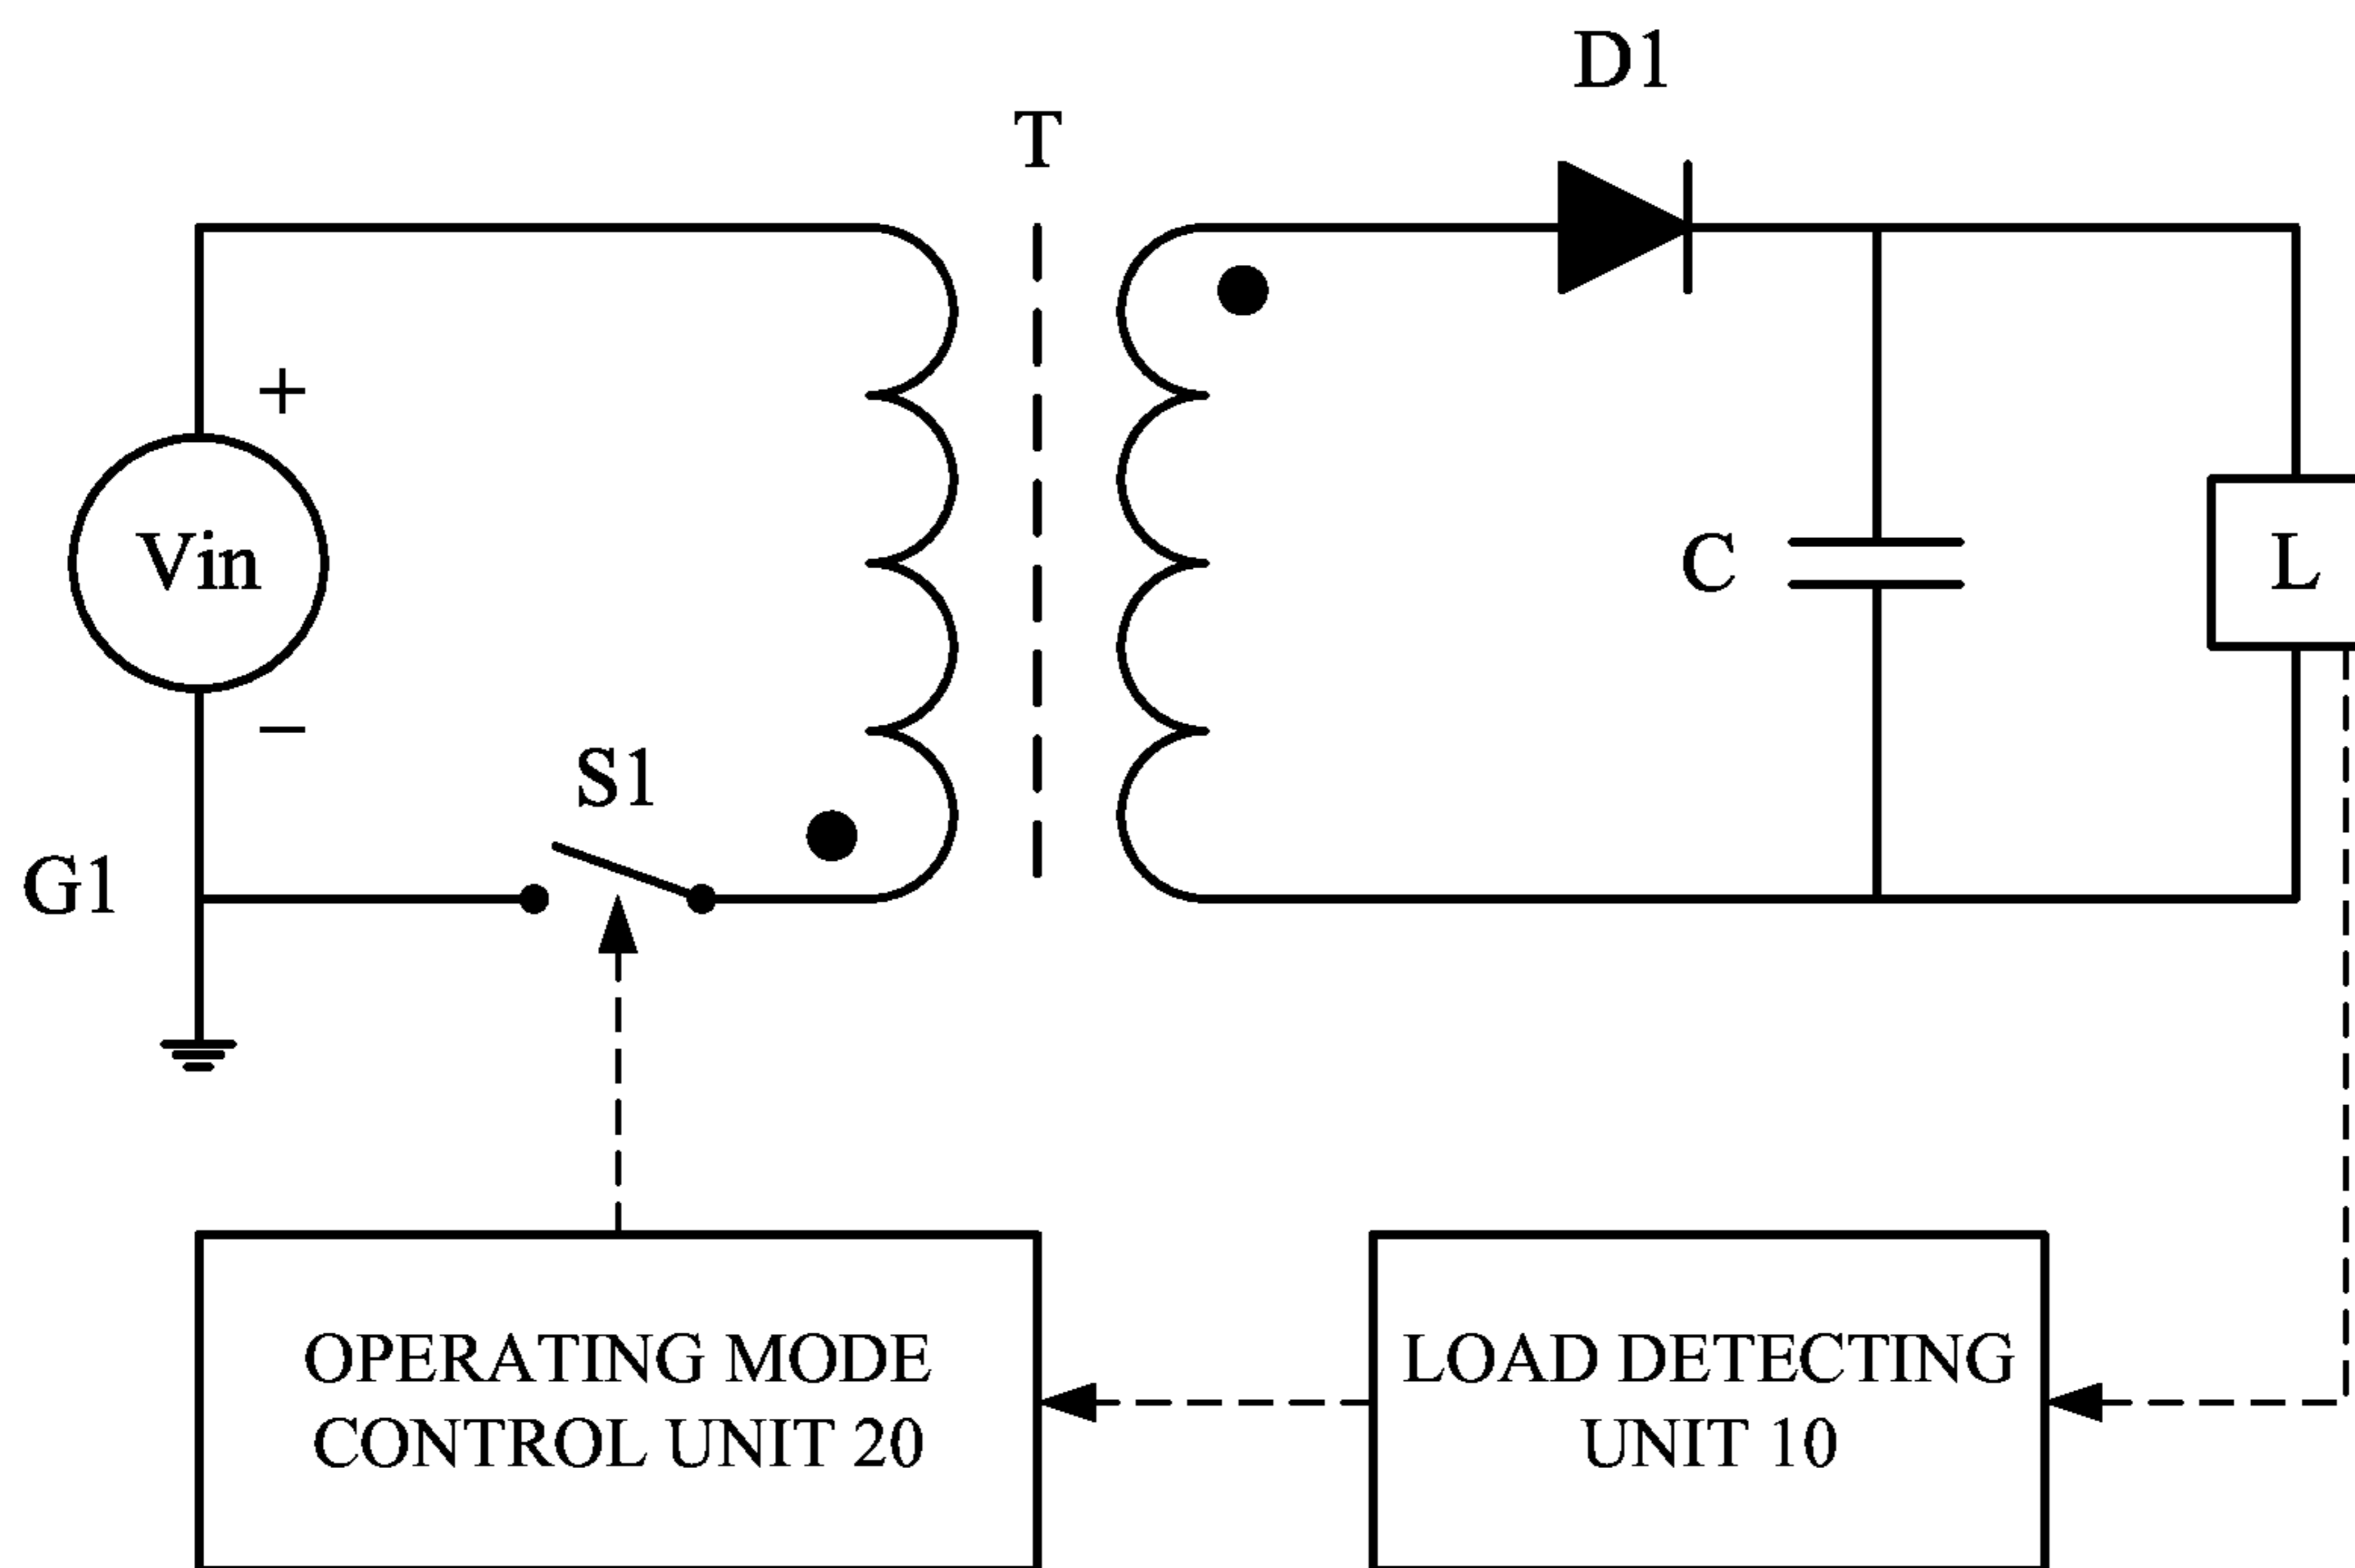 D1
T
+
Vin
C
L
−
S1
G1
OPERATING MODE
CONTROL UNIT 20
LOAD DETECTING
UNIT 10